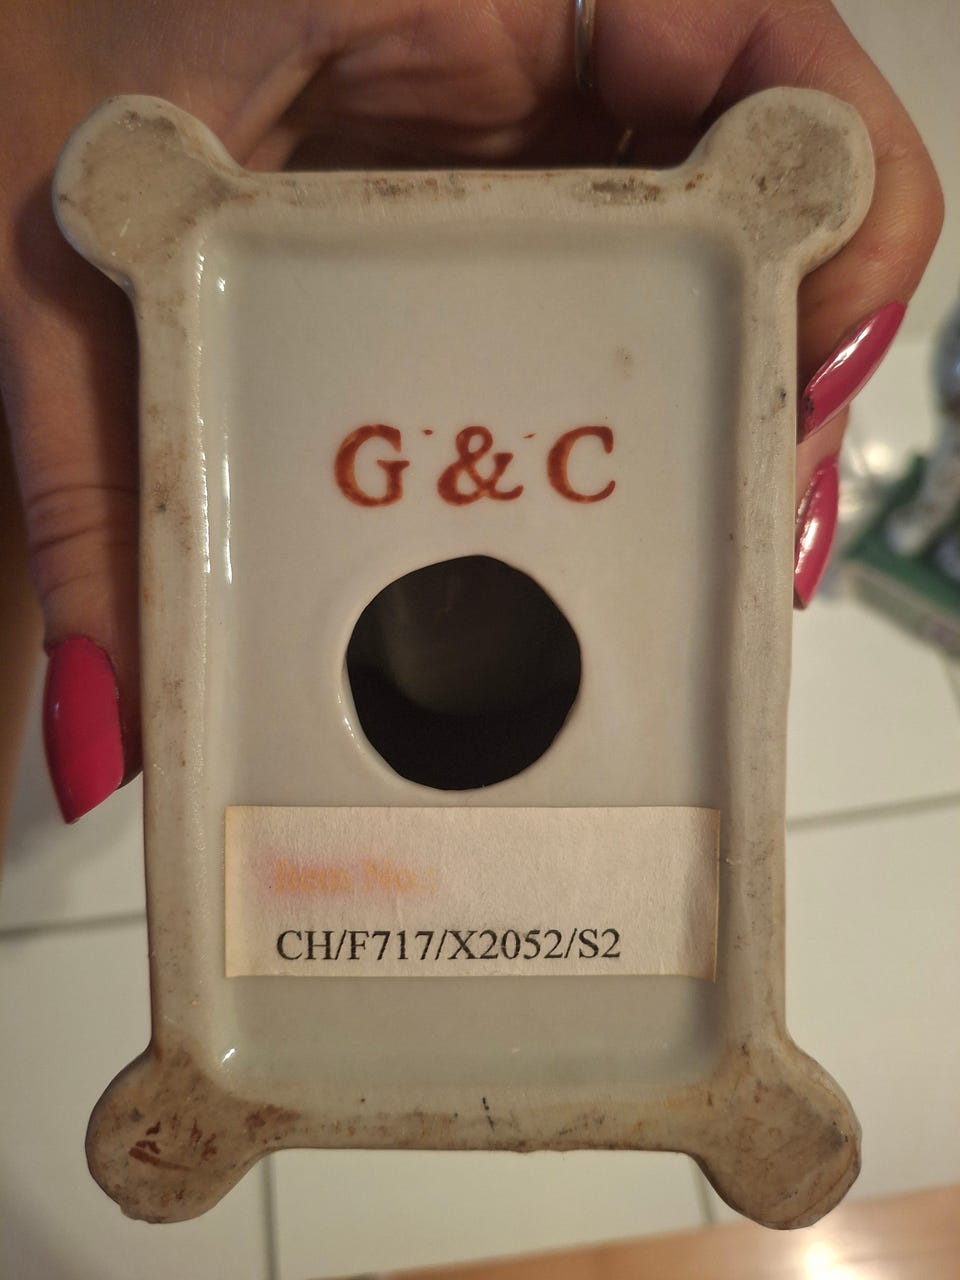 G & C
Item No.:
CH/F717/X2052/S2